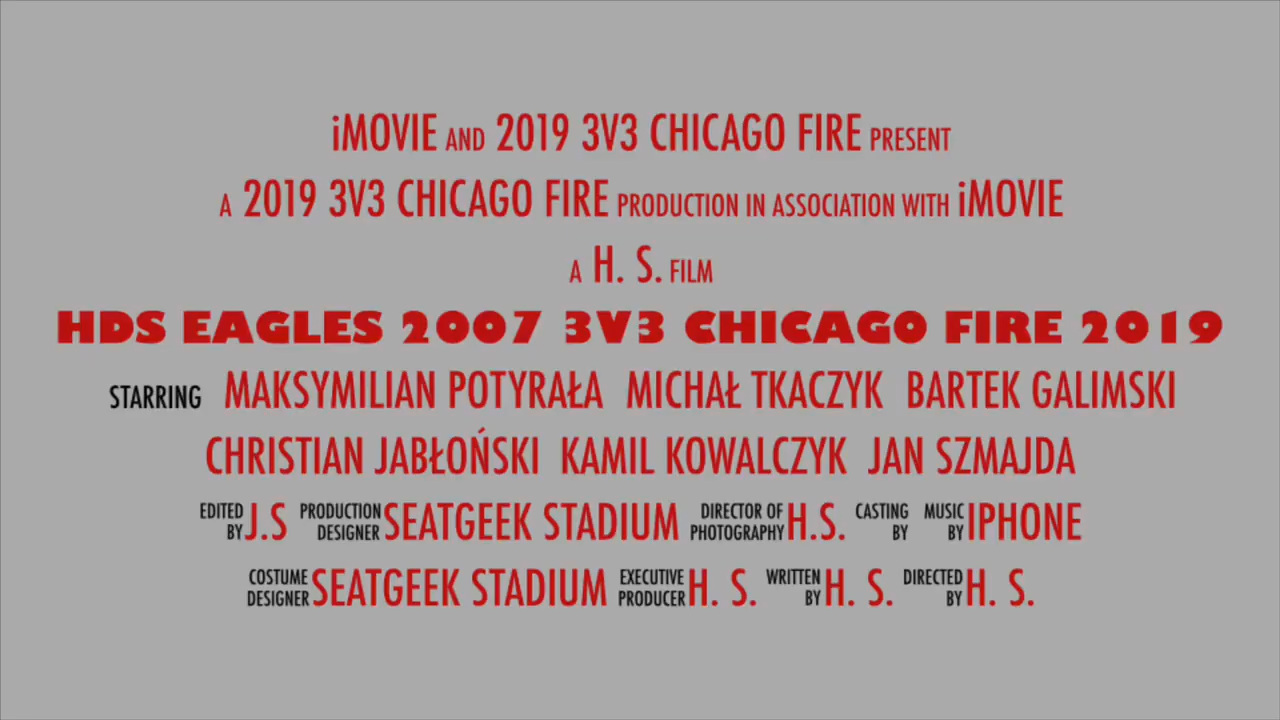 iMOVIE AND 2019 3V3 CHICAGO FIRE PRESENT
A 2019 3V3 CHICAGO FIRE PRODUCTION IN ASSOCIATION WITH iMOVIE
A H. S. FILM
HDS EAGLES 2007 3V3 CHICAGO FIRE 2019
STARRING MAKSYMILIAN POTYRAŁA MICHAŁ TKACZYK BARTEK GALIMSKI
CHRISTIAN JABŁOŃSKI KAMIL KOWALCZYK JAN SZMAJDA
EDITED BY J.S PRODUCTION DESIGNER SEATGEEK STADIUM DIRECTOR OF PHOTOGRAPHY H.S. CASTING BY MUSIC BY IPHONE
COSTUME DESIGNER SEATGEEK STADIUM EXECUTIVE PRODUCER H. S. WRITTEN BY H. S. DIRECTED BY H. S.